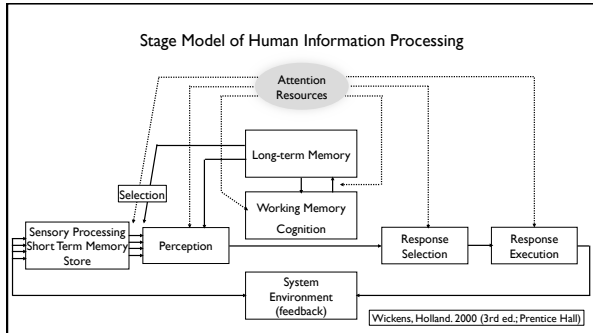 Stage Model of Human Information Processing
Attention
Resources
Long-term Memory
Selection
Working Memory
Cognition
Sensory Processing
Short Term Memory
Store
Perception
Response
Selection
Response
Execution
System
Environment
(feedback)
Wickens, Holland. 2000 (3rd ed.; Prentice Hall)